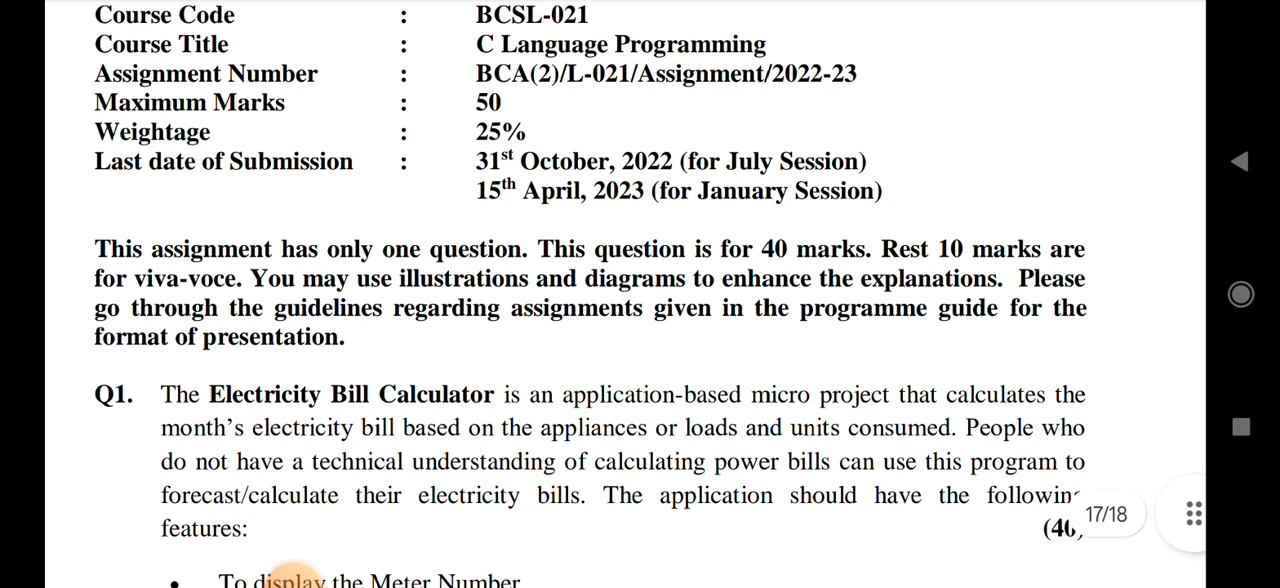 Course Code : BCSL-021
Course Title : C Language Programming
Assignment Number : BCA(2)/L-021/Assignment/2022-23
Maximum Marks : 50
Weightage : 25%
Last date of Submission : 31st October, 2022 (for July Session)
15th April, 2023 (for January Session)
This assignment has only one question. This question is for 40 marks. Rest 10 marks are
for viva-voce. You may use illustrations and diagrams to enhance the explanations. Please
go through the guidelines regarding assignments given in the programme guide for the
format of presentation.
Q1. The Electricity Bill Calculator is an application-based micro project that calculates the
month's electricity bill based on the appliances or loads and units consumed. People who
do not have a technical understanding of calculating power bills can use this program to
forecast/calculate their electricity bills. The application should have the following
features: (40)
• To display the Meter Number
17/18